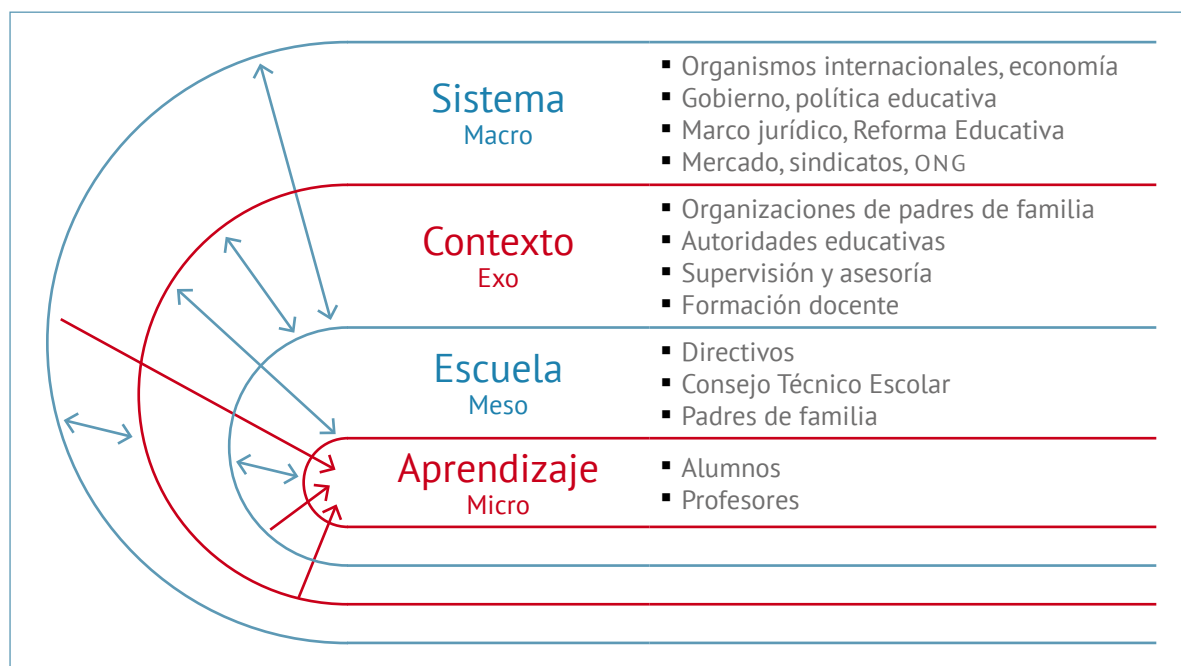 Sistema
Macro
▪ Organismos internacionales, economía
▪ Gobierno, política educativa
▪ Marco jurídico, Reforma Educativa
▪ Mercado, sindicatos, ONG
Contexto
Exo
▪ Organizaciones de padres de familia
▪ Autoridades educativas
▪ Supervisión y asesoría
▪ Formación docente
Escuela
Meso
▪ Directivos
▪ Consejo Técnico Escolar
▪ Padres de familia
Aprendizaje
Micro
▪ Alumnos
▪ Profesores